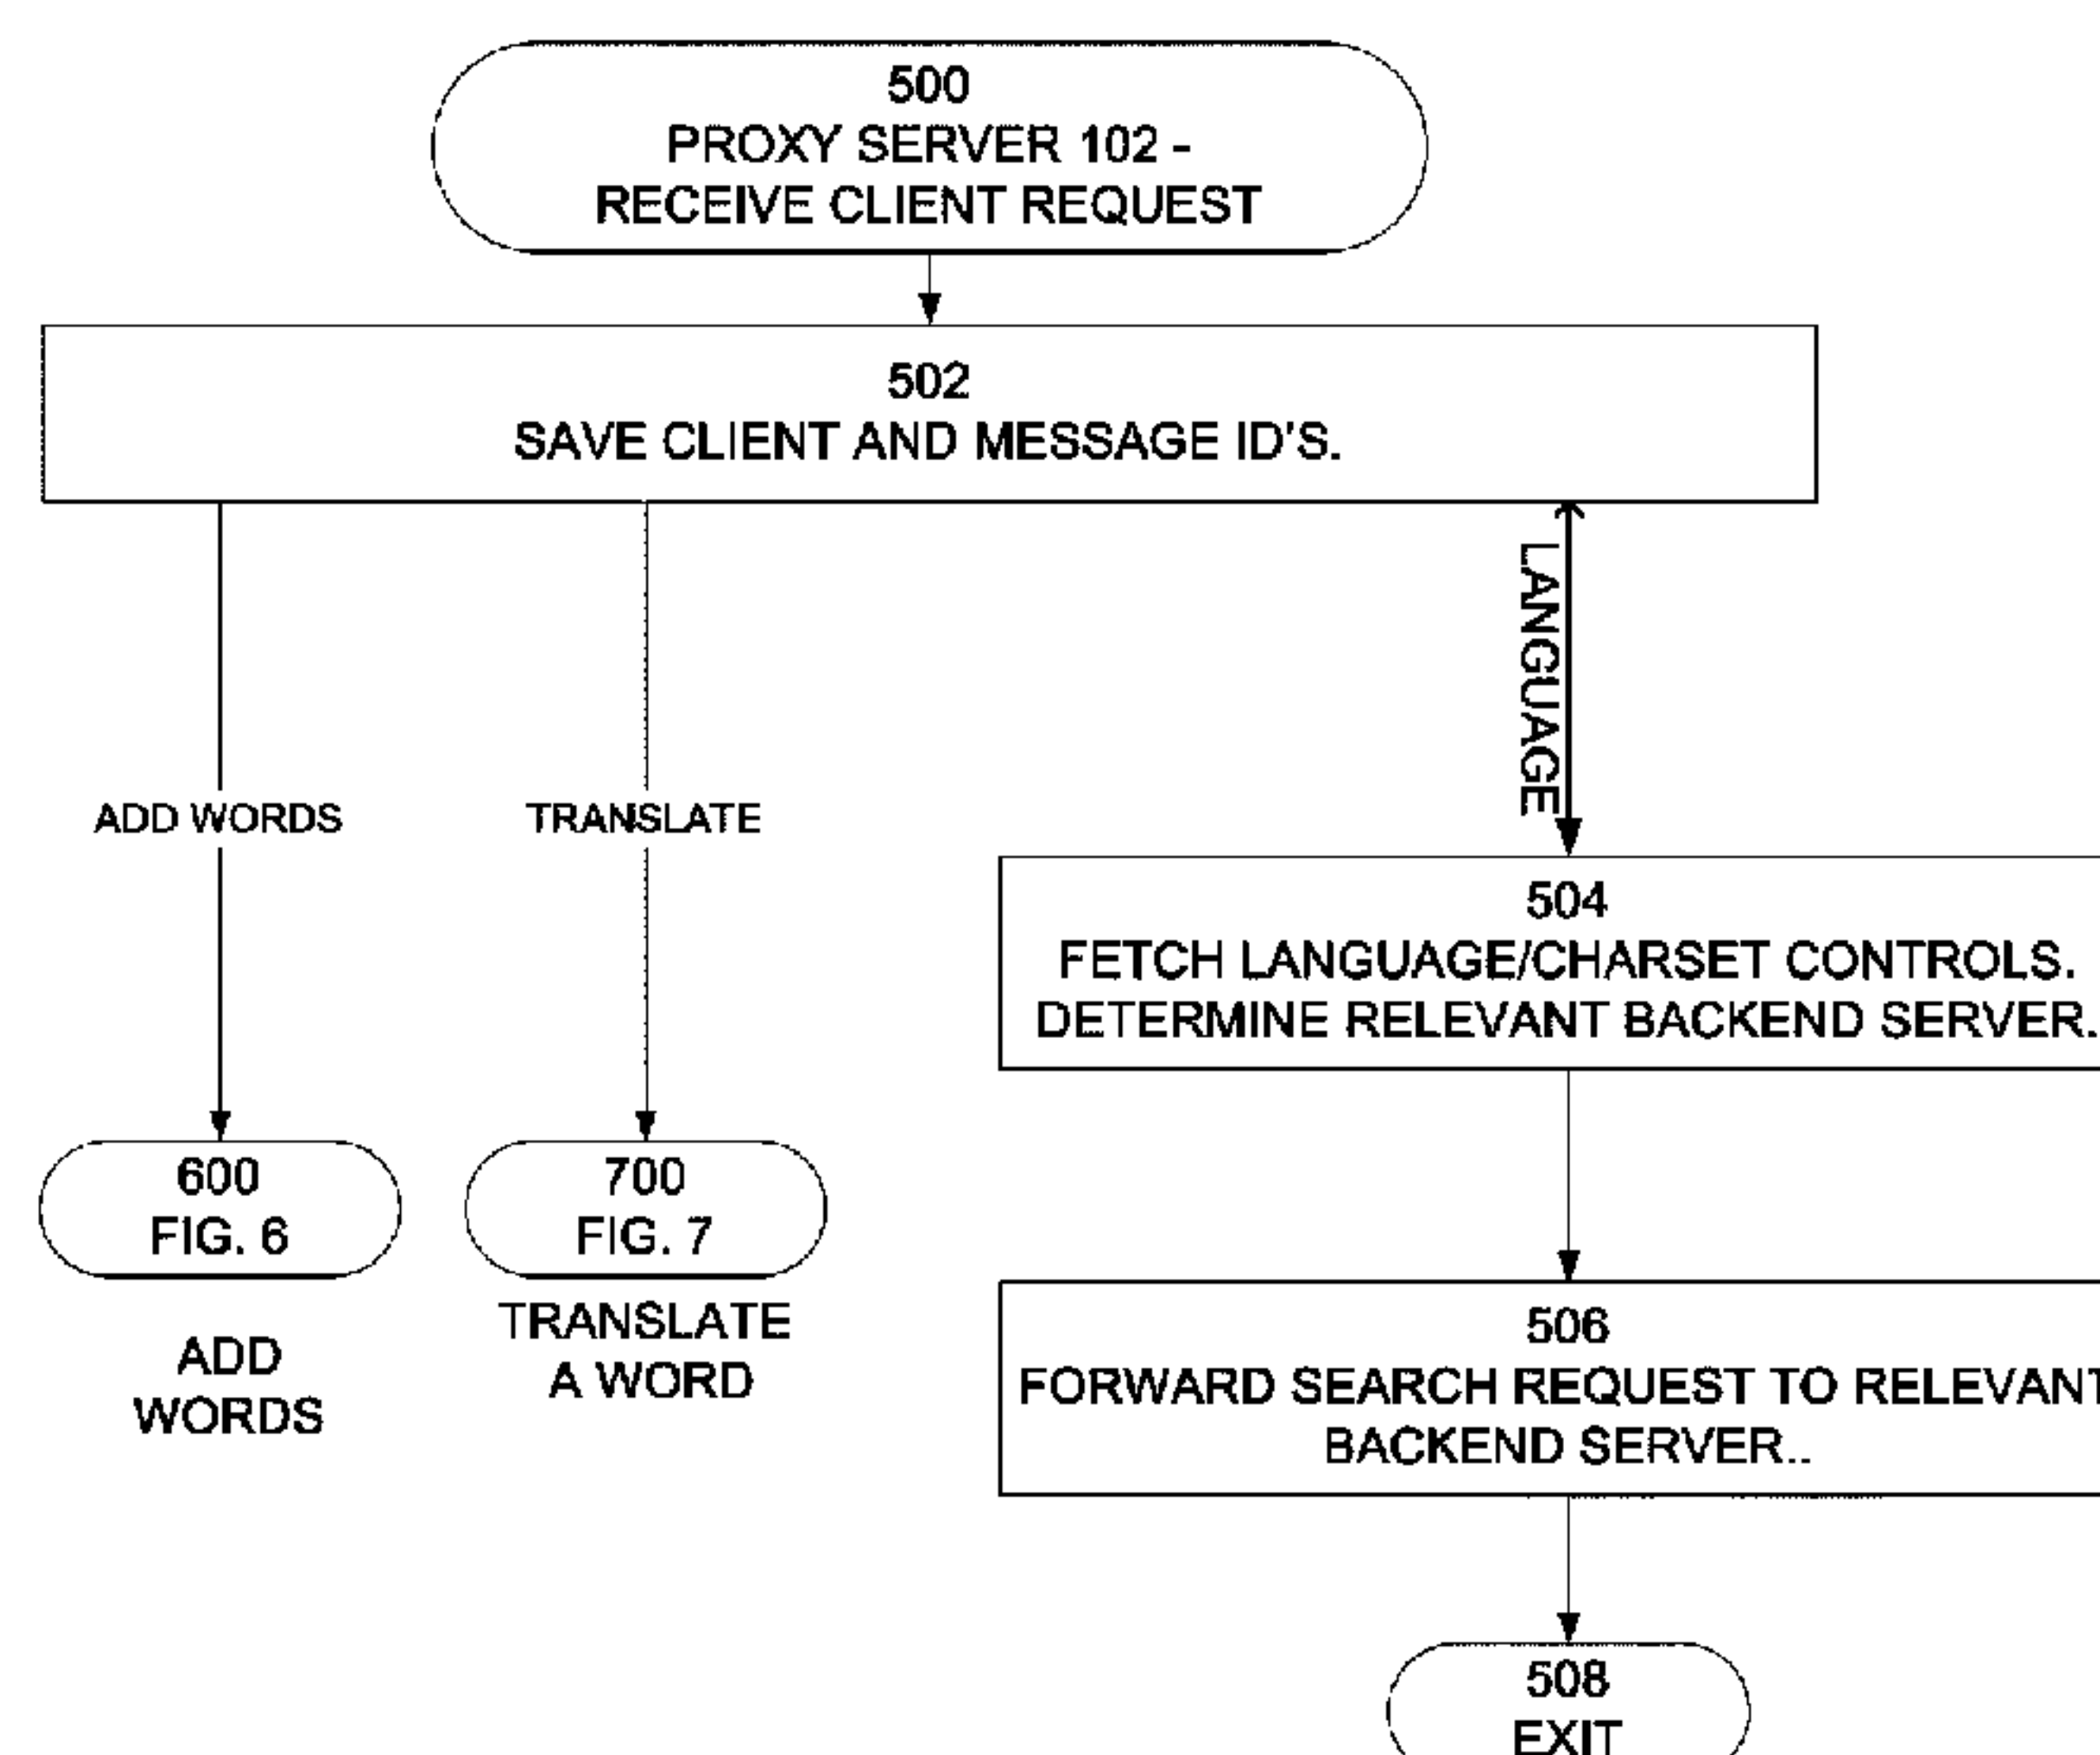 500
PROXY SERVER 102 -
RECEIVE CLIENT REQUEST
502
SAVE CLIENT AND MESSAGE ID'S.
LANGUAGE
ADD WORDS
TRANSLATE
504
FETCH LANGUAGE/CHARSET CONTROLS.
DETERMINE RELEVANT BACKEND SERVER.
600
FIG. 6
ADD
WORDS
700
FIG. 7
TRANSLATE
A WORD
506
FORWARD SEARCH REQUEST TO RELEVANT
BACKEND SERVER..
508
EXIT